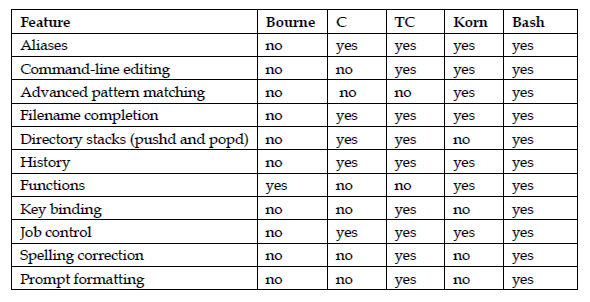 Feature Bourne C TC Korn Bash
Aliases no yes yes yes yes
Command-line editing no no yes yes yes
Advanced pattern matching no no no yes yes
Filename completion no yes yes yes yes
Directory stacks (pushd and popd) no yes yes no yes
History no yes yes yes yes
Functions yes no no yes yes
Key binding no no yes no yes
Job control no yes yes yes yes
Spelling correction no no yes no yes
Prompt formatting no no yes no yes